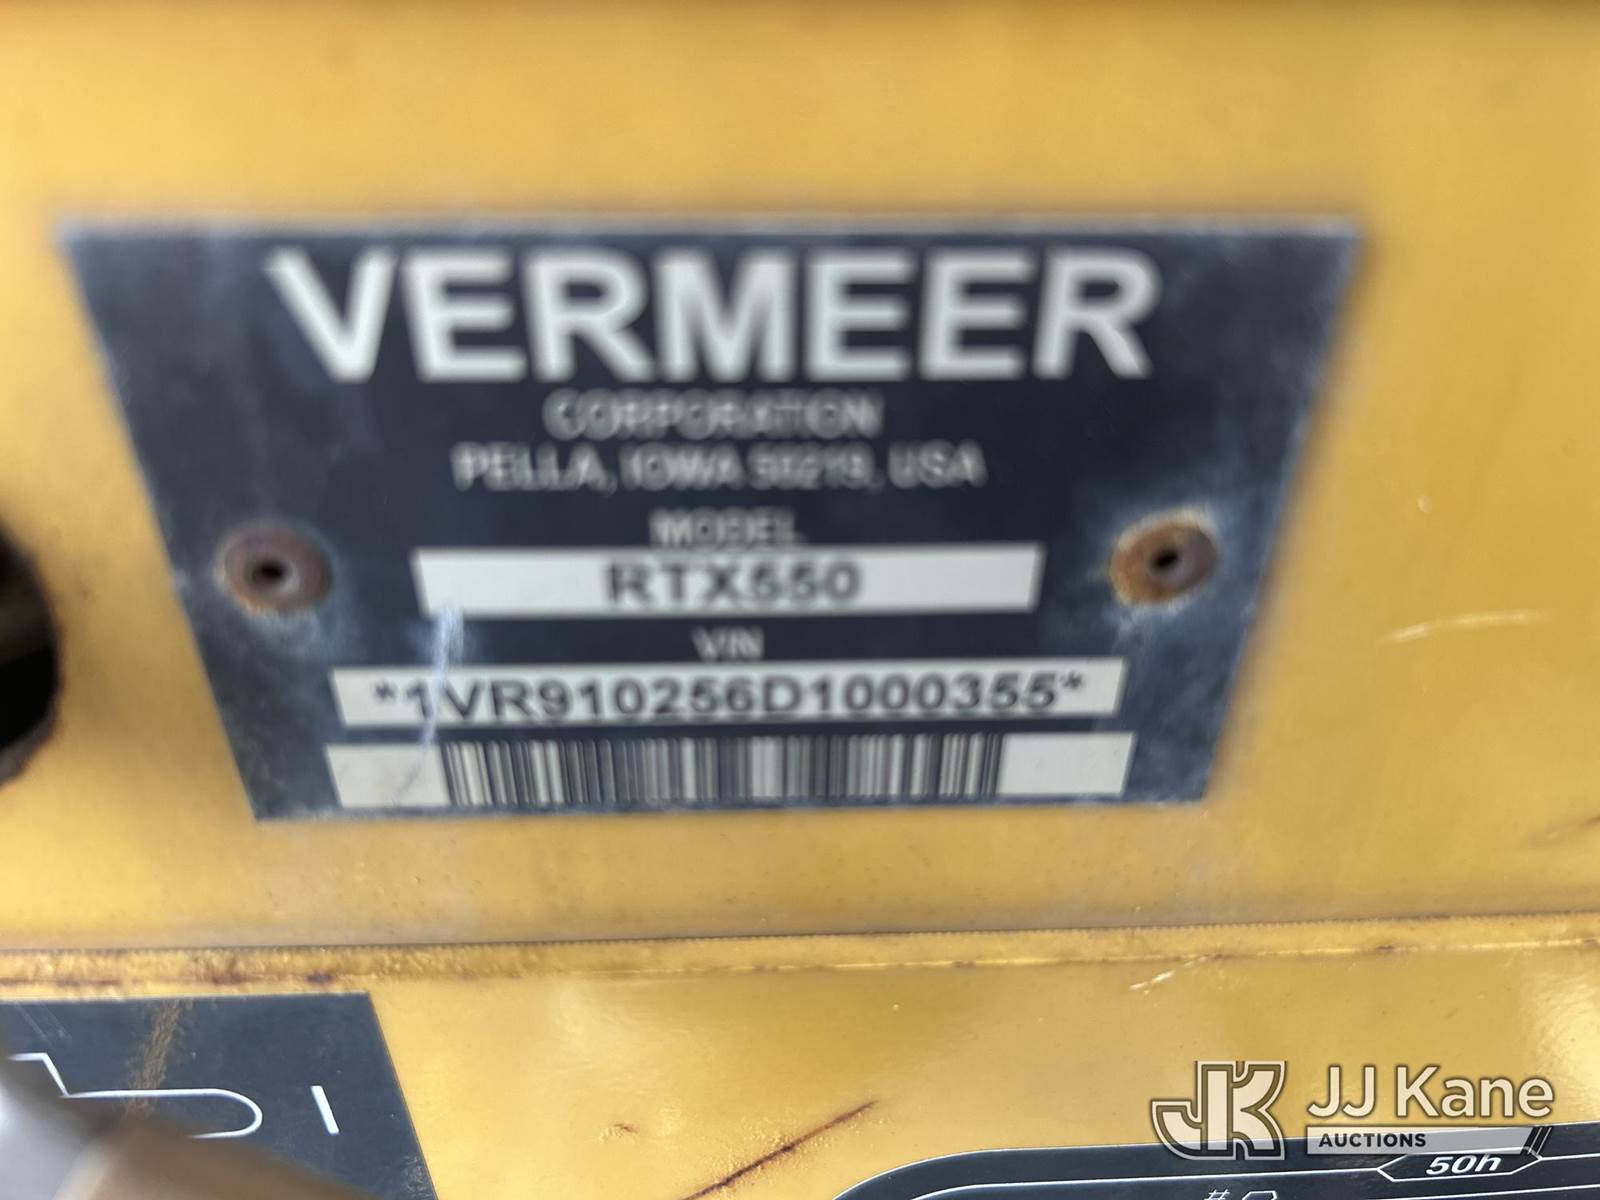 VERMEER
CORPORATION
PELLA, IOWA 50219, USA
MODEL
RTX550
VIN
*1VR910256D1000355*
JJ Kane
AUCTIONS
50h